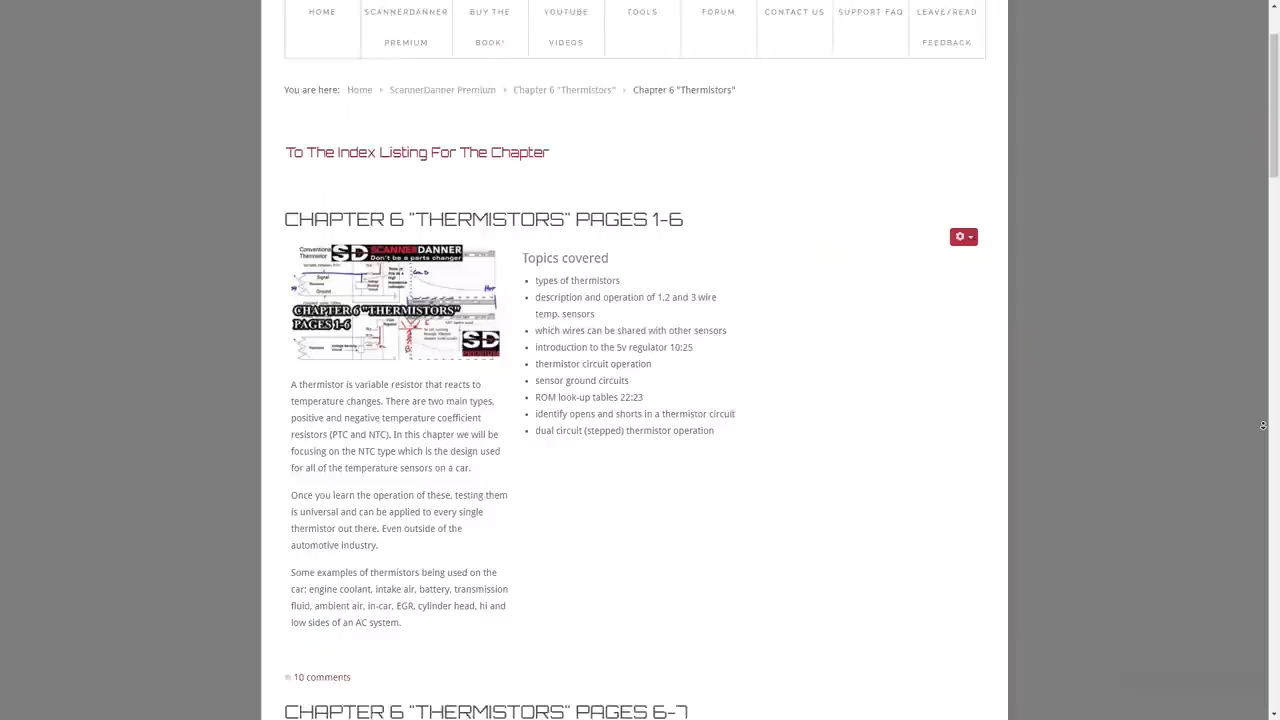 HOME SCANNERDANNER PREMIUM BUY THE BOOK! YOUTUBE VIDEOS TOOLS FORUM CONTACT US SUPPORT FAQ LEAVE/READ FEEDBACK
You are here: Home ScannerDanner Premium Chapter 6 "Thermistors" Chapter 6 "Thermistors"
To The Index Listing For The Chapter
CHAPTER 6 "THERMISTORS" PAGES 1-6
Conventional Thermistor
SD SCANNERDANNER
Don't be a parts changer
Signal
Ground
CHAPTER 6 "THERMISTORS"
PAGES 1-6
SD
PREMIUM
A thermistor is variable resistor that reacts to
temperature changes. There are two main types,
positive and negative temperature coefficient
resistors (PTC and NTC). In this chapter we will be
focusing on the NTC type which is the design used
for all of the temperature sensors on a car.
Once you learn the operation of these, testing them
is universal and can be applied to every single
thermistor out there. Even outside of the
automotive industry.
Some examples of thermistors being used on the
car: engine coolant, intake air, battery, transmission
fluid, ambient air, in-car, EGR, cylinder head, hi and
low sides of an AC system.
Topics covered
types of thermistors
description and operation of 1,2 and 3 wire
temp. sensors
which wires can be shared with other sensors
introduction to the 5v regulator 10:25
thermistor circuit operation
sensor ground circuits
ROM look-up tables 22:23
identify opens and shorts in a thermistor circuit
dual circuit (stepped) thermistor operation
10 comments
CHAPTER 6 "THERMISTORS" PAGES 6-7